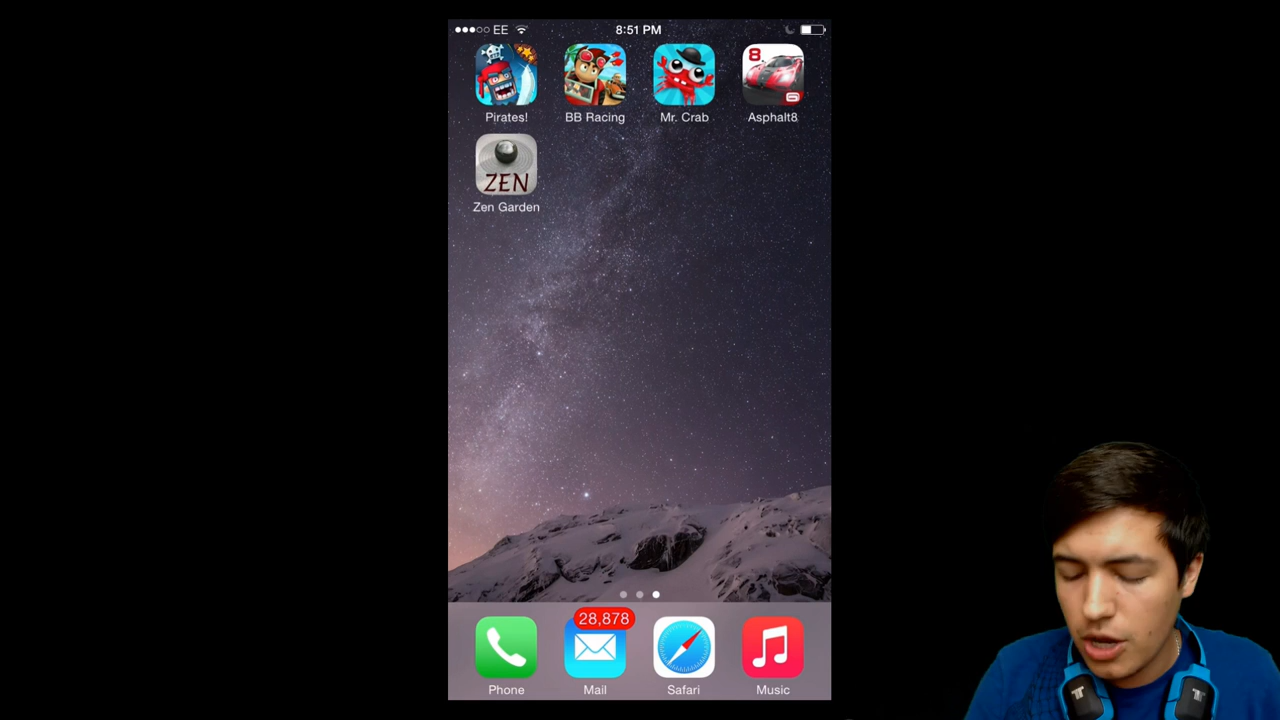 EE 8:51 PM
8
Pirates! BB Racing Mr. Crab Asphalt8
ZEN
Zen Garden
28,878
Phone Mail Safari Music